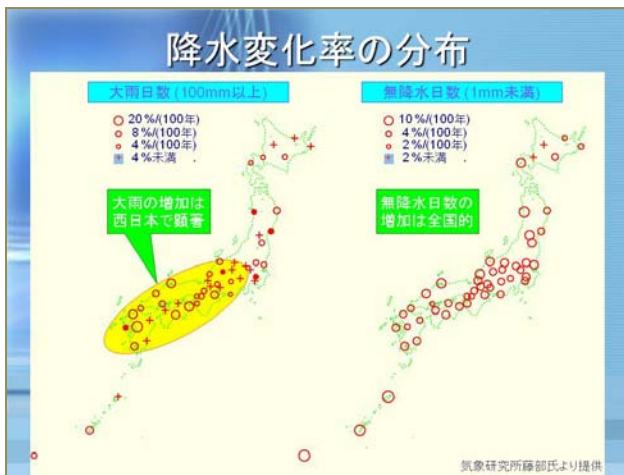 降水変化率の分布
大雨日数 (100mm以上)
20%/(100年)
8%/(100年)
4%/(100年)
4%未満 .
大雨の増加は
西日本で顕著
無降水日数 (1mm未満)
10%/(100年)
4%/(100年)
2%/(100年)
2%未満 .
無降水日数の
増加は全国的
気象研究所藤部氏より提供